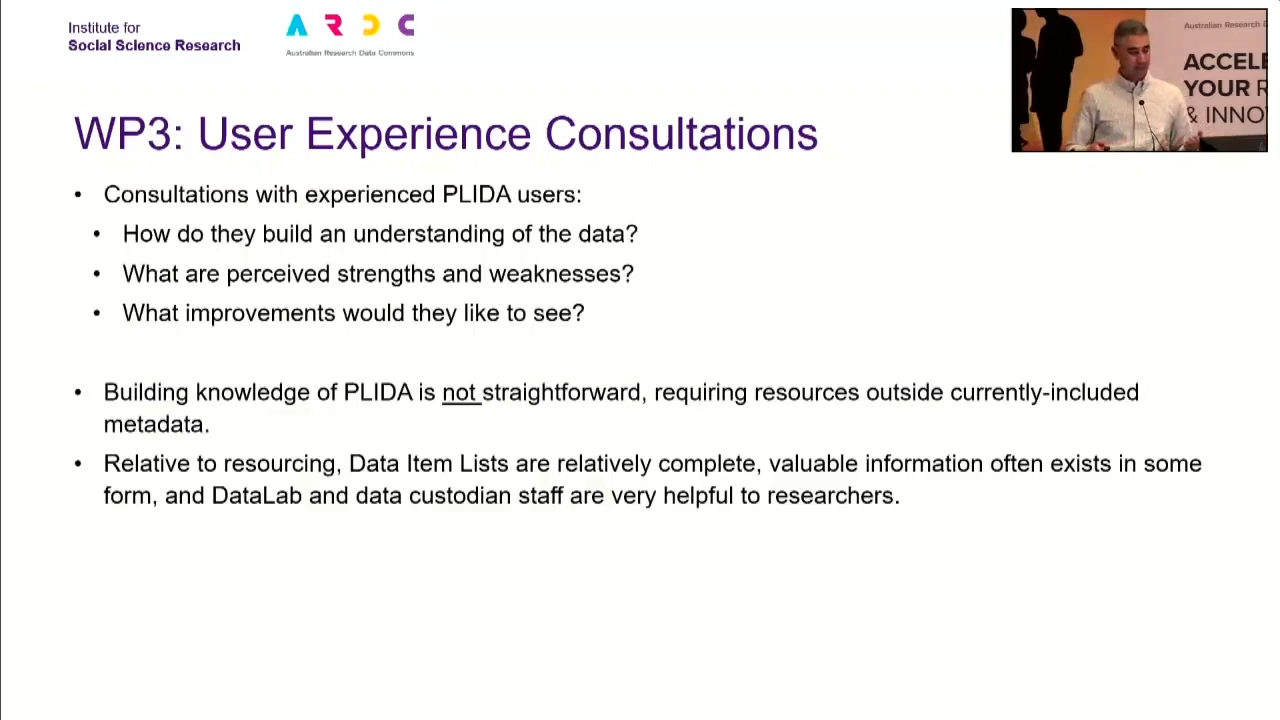 Institute for
Social Science Research
A R D C
Australian Research Data Commons
Australian Research D
ACCELE
YOUR R
& INNO
WP3: User Experience Consultations
• Consultations with experienced PLIDA users:
• How do they build an understanding of the data?
• What are perceived strengths and weaknesses?
• What improvements would they like to see?
• Building knowledge of PLIDA is not straightforward, requiring resources outside currently-included
metadata.
• Relative to resourcing, Data Item Lists are relatively complete, valuable information often exists in some
form, and DataLab and data custodian staff are very helpful to researchers.